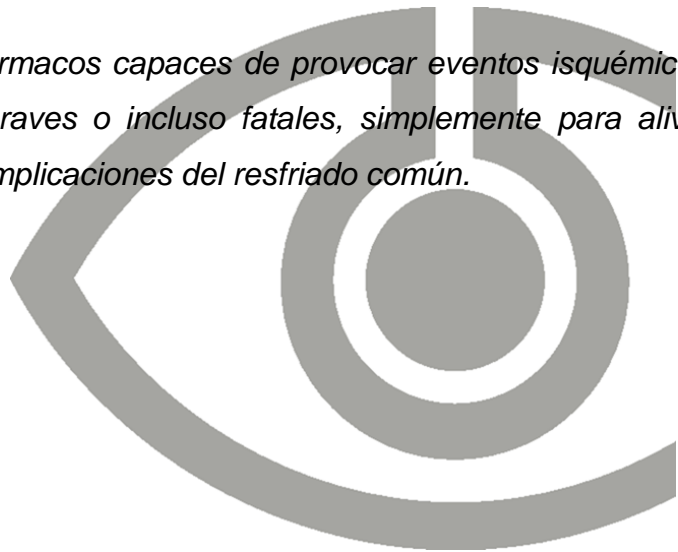 rmacos capaces de provocar eventos isquémic
raves o incluso fatales, simplemente para aliv
mplicaciones del resfriado común.